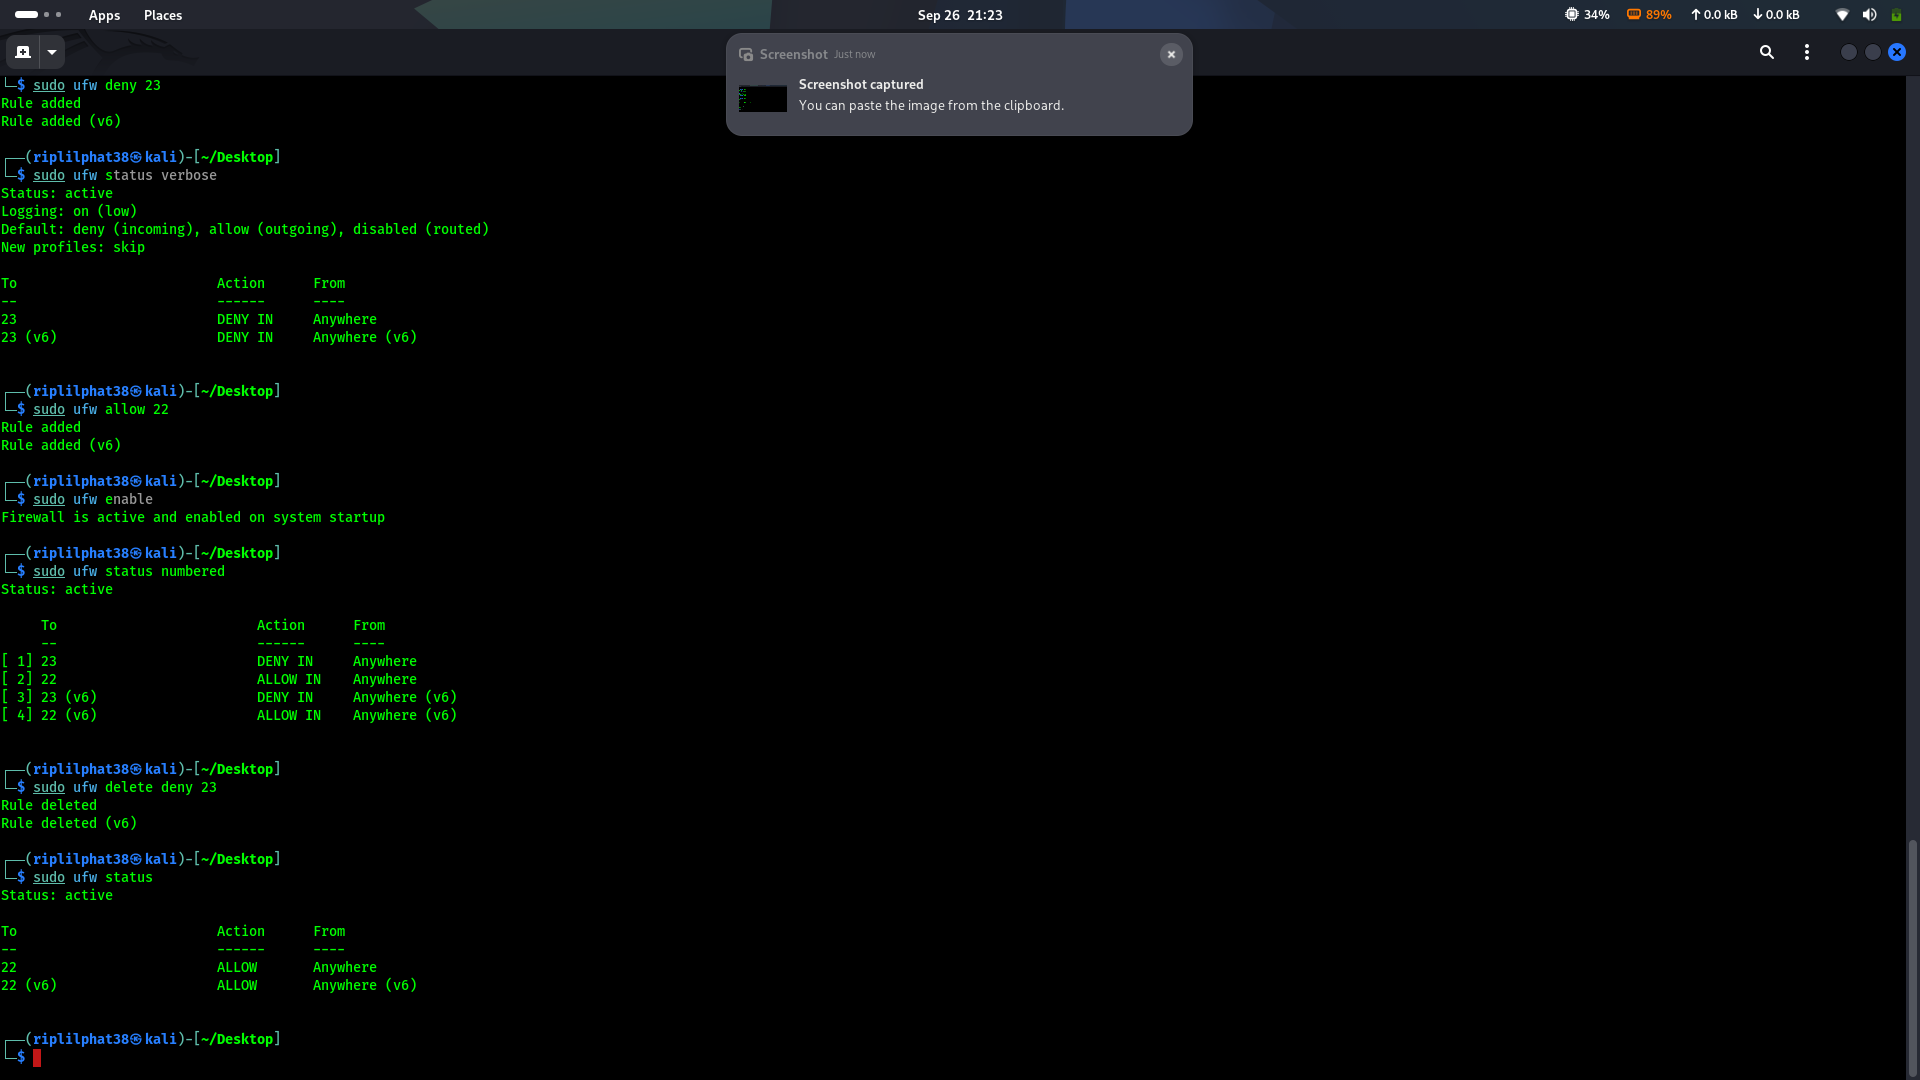 Apps Places Sep 26 21:23 34% 89% 0.0 kB 0.0 kB
Screenshot Just now
Screenshot captured
You can paste the image from the clipboard.
└─$ sudo ufw deny 23
Rule added
Rule added (v6)
┌──(riplilphat38㉿kali)-[~/Desktop]
└─$ sudo ufw status verbose
Status: active
Logging: on (low)
Default: deny (incoming), allow (outgoing), disabled (routed)
New profiles: skip
To Action From
-- ------ ----
23 DENY IN Anywhere
23 (v6) DENY IN Anywhere (v6)
┌──(riplilphat38㉿kali)-[~/Desktop]
└─$ sudo ufw allow 22
Rule added
Rule added (v6)
┌──(riplilphat38㉿kali)-[~/Desktop]
└─$ sudo ufw enable
Firewall is active and enabled on system startup
┌──(riplilphat38㉿kali)-[~/Desktop]
└─$ sudo ufw status numbered
Status: active
To Action From
-- ------ ----
[ 1] 23 DENY IN Anywhere
[ 2] 22 ALLOW IN Anywhere
[ 3] 23 (v6) DENY IN Anywhere (v6)
[ 4] 22 (v6) ALLOW IN Anywhere (v6)
┌──(riplilphat38㉿kali)-[~/Desktop]
└─$ sudo ufw delete deny 23
Rule deleted
Rule deleted (v6)
┌──(riplilphat38㉿kali)-[~/Desktop]
└─$ sudo ufw status
Status: active
To Action From
-- ------ ----
22 ALLOW Anywhere
22 (v6) ALLOW Anywhere (v6)
┌──(riplilphat38㉿kali)-[~/Desktop]
└─$